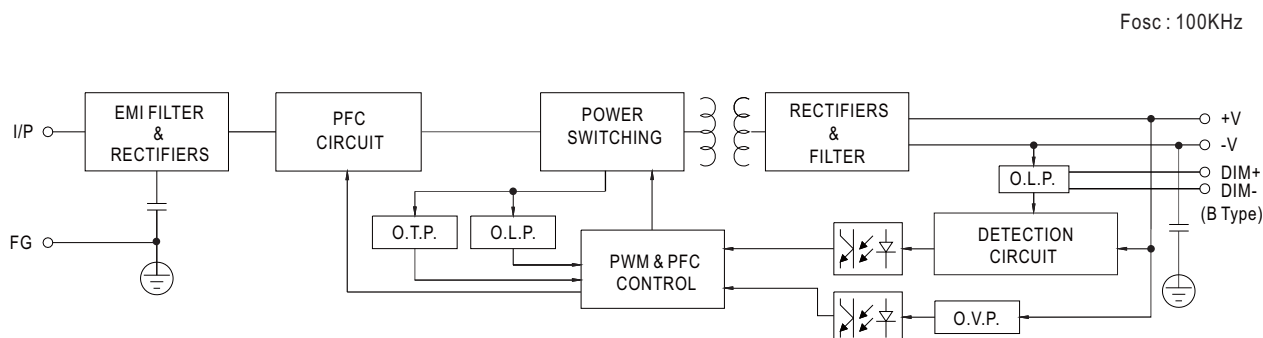 Fosc : 100KHz
I/P
EMI FILTER
&
RECTIFIERS
PFC
CIRCUIT
POWER
SWITCHING
RECTIFIERS
&
FILTER
+V
-V
DIM+
DIM-
(B Type)
O.L.P.
FG
O.T.P.
O.L.P.
PWM & PFC
CONTROL
DETECTION
CIRCUIT
O.V.P.